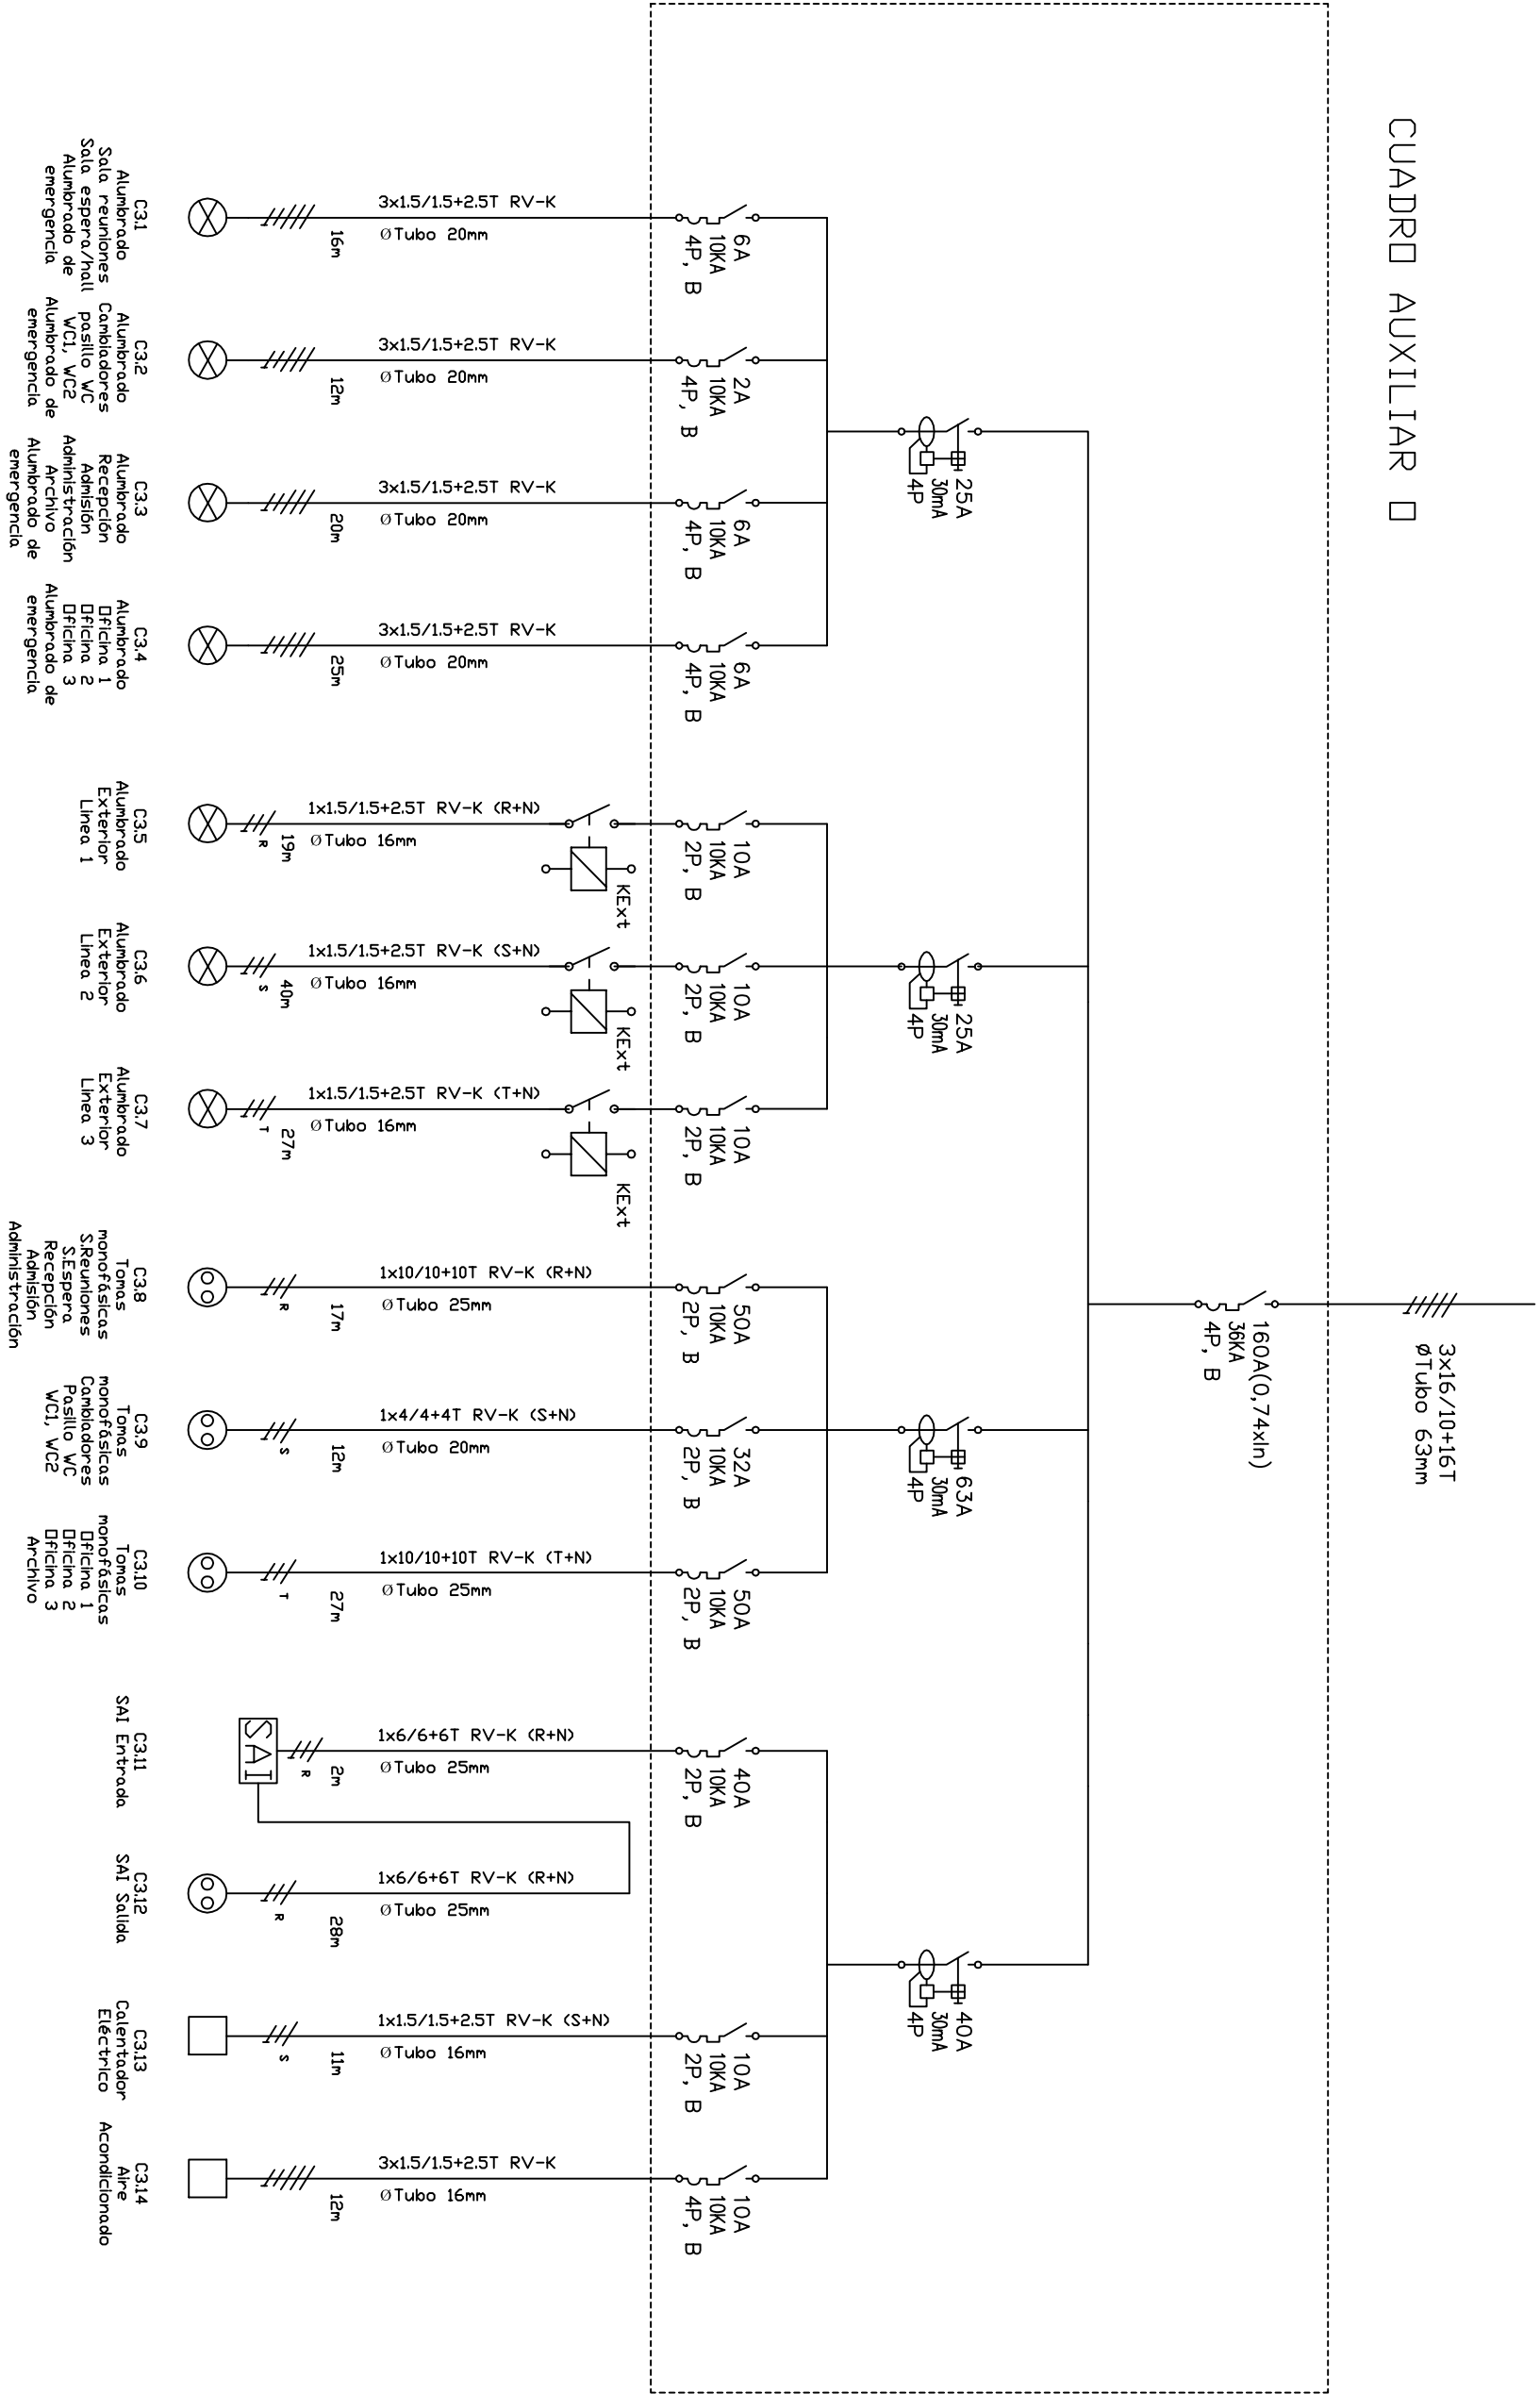 CUADRO AUXILIAR O
3x16/10+16T
ØTubo 63mm
160A(0,74xIn)
36KA
4P, B
25A
30mA
4P
25A
30mA
4P
63A
30mA
4P
40A
30mA
4P
6A
10KA
4P, B
2A
10KA
4P, B
6A
10KA
4P, B
6A
10KA
4P, B
10A
10KA
2P, B
10A
10KA
2P, B
10A
10KA
2P, B
50A
10KA
2P, B
32A
10KA
2P, B
50A
10KA
2P, B
40A
10KA
2P, B
10A
10KA
2P, B
10A
10KA
4P, B
KExt
KExt
KExt
3x1.5/1.5+2.5T RV-K
ØTubo 20mm
16m
3x1.5/1.5+2.5T RV-K
ØTubo 20mm
12m
3x1.5/1.5+2.5T RV-K
ØTubo 20mm
20m
3x1.5/1.5+2.5T RV-K
ØTubo 20mm
25m
1x1.5/1.5+2.5T RV-K (R+N)
ØTubo 16mm
19m
R
1x1.5/1.5+2.5T RV-K (S+N)
ØTubo 16mm
40m
S
1x1.5/1.5+2.5T RV-K (T+N)
ØTubo 16mm
27m
T
1x10/10+10T RV-K (R+N)
ØTubo 25mm
17m
R
1x4/4+4T RV-K (S+N)
ØTubo 20mm
12m
S
1x10/10+10T RV-K (T+N)
ØTubo 25mm
27m
T
1x6/6+6T RV-K (R+N)
ØTubo 25mm
2m
R
SAI
1x6/6+6T RV-K (R+N)
ØTubo 25mm
28m
R
1x1.5/1.5+2.5T RV-K (S+N)
ØTubo 16mm
11m
S
3x1.5/1.5+2.5T RV-K
ØTubo 16mm
12m
C3.1
Alumbrado
Sala reuniones
Sala espera/hall
Alumbrado de
emergencia
C3.2
Alumbrado
Cambiadores
pasillo WC
WC1, WC2
Alumbrado de
emergencia
C3.3
Alumbrado
Recepción
Admisión
Administración
Archivo
Alumbrado de
emergencia
C3.4
Alumbrado
Oficina 1
Oficina 2
Oficina 3
Alumbrado de
emergencia
C3.5
Alumbrado
Exterior
Linea 1
C3.6
Alumbrado
Exterior
Linea 2
C3.7
Alumbrado
Exterior
Linea 3
C3.8
Tomas
monofásicas
S.Reuniones
S.Espera
Recepción
Admisión
Administración
C3.9
Tomas
monofásicas
Cambiadores
Pasillo WC
WC1, WC2
C3.10
Tomas
monofásicas
Oficina 1
Oficina 2
Oficina 3
Archivo
C3.11
SAI Entrada
C3.12
SAI Salida
C3.13
Calentador
Eléctrico
C3.14
Aire
Acondicionado